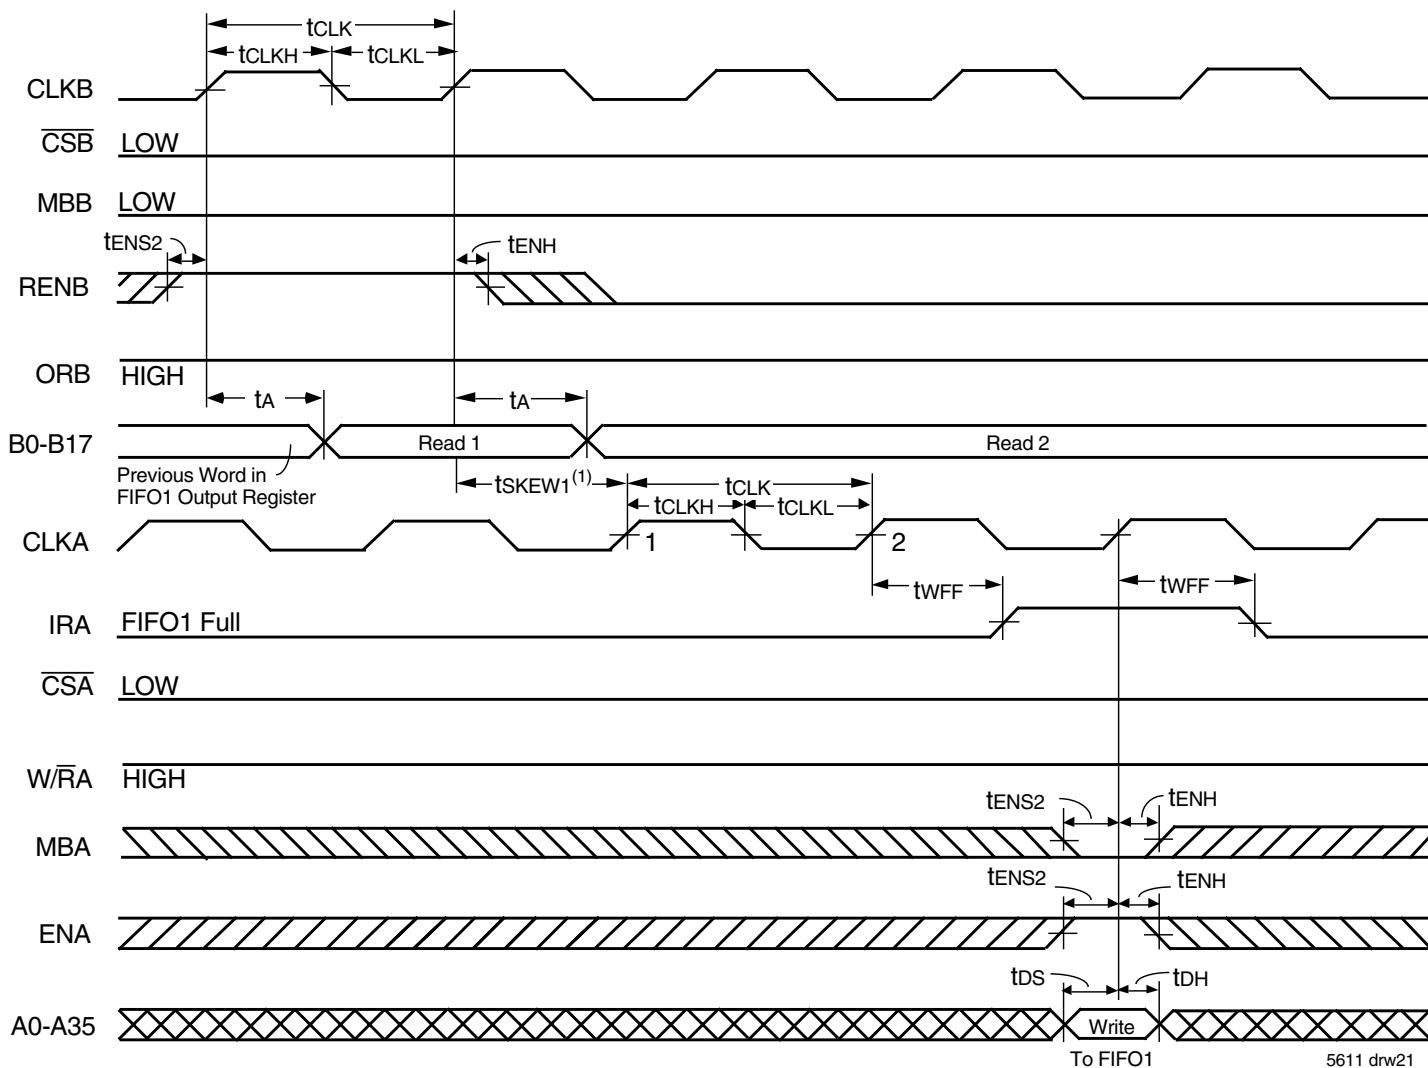 tCLK
tCLKH tCLKL
CLKB
CSB LOW
MBB LOW
tENS2 tENH
RENB
ORB HIGH
tA tA
B0-B17 Read 1 Read 2
Previous Word in
FIFO1 Output Register
tSKEW1(1) tCLK
tCLKH tCLKL
CLKA 1 2
tWFF tWFF
IRA FIFO1 Full
CSA LOW
W/RA HIGH
tENS2 tENH
MBA
tENS2 tENH
ENA
tDS tDH
A0-A35 Write
To FIFO1
5611 drw21